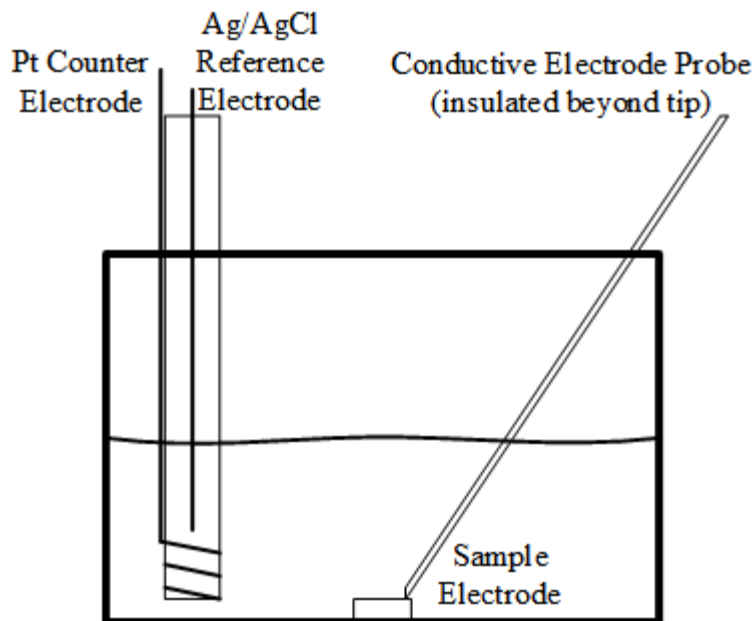 Pt Counter
Electrode
Ag/AgCl
Reference
Electrode
Conductive Electrode Probe
(insulated beyond tip)
Sample
Electrode